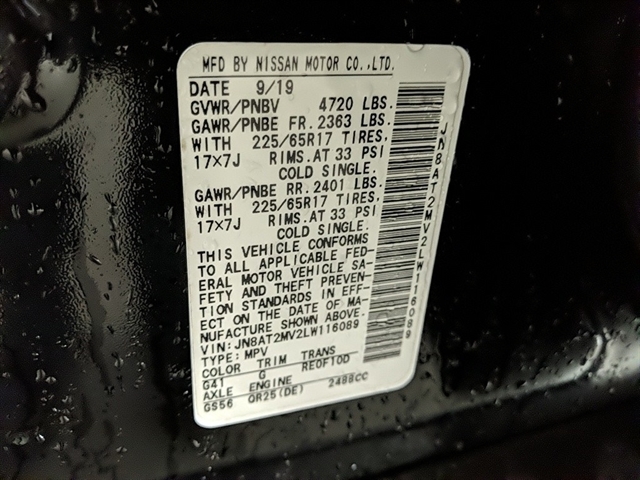 MFD BY NISSAN MOTOR CO.,LTD.
DATE 9/19
GVWR/PNBV 4720 LBS.
GAWR/PNBE FR. 2363 LBS.
WITH 225/65R17 TIRES,
17×7J RIMS.AT 33 PSI
COLD SINGLE.
GAWR/PNBE RR. 2401 LBS.
WITH 225/65R17 TIRES,
17×7J RIMS.AT 33 PSI
COLD SINGLE.
THIS VEHICLE CONFORMS
TO ALL APPLICABLE FED-
ERAL MOTOR VEHICLE SA-
FETY AND THEFT PREVEN-
TION STANDARDS IN EFF-
ECT ON THE DATE OF MA-
NUFACTURE SHOWN ABOVE.
VIN:JN8AT2MV2LW116089
TYPE:MPV
COLOR TRIM TRANS
G41 G RE0F10D
AXLE ENGINE
GS56 QR25(DE) 2488CC
JN8AT2MV2LW116089